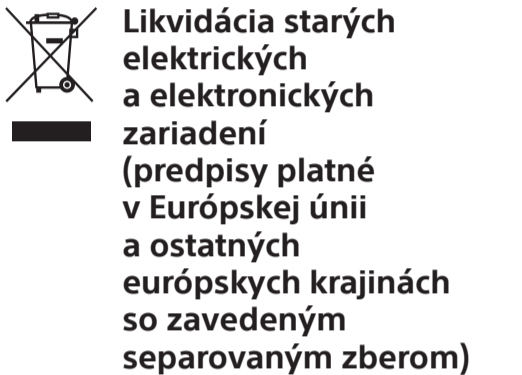 Likvidácia starých
elektrických
a elektronických
zariadení
(predpisy platné
v Európskej únii
a ostatných
európskych krajinách
so zavedeným
separovaným zberom)